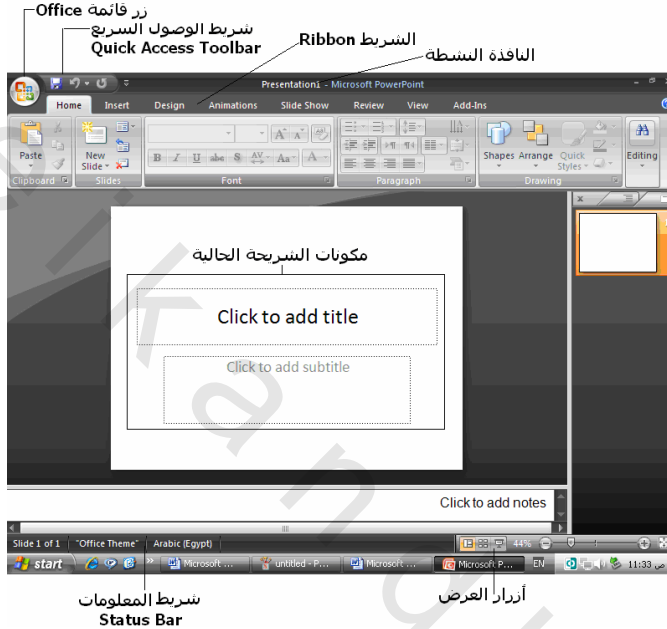 زر قائمة Office
شريط الوصول السريع
Quick Access Toolbar
الشريط Ribbon
النافذة النشطة
Presentation1 - Microsoft PowerPoint
Home Insert Design Animations Slide Show Review View Add-Ins
Paste
New Slide
B I U abc S AV Aa A
Shapes Arrange Quick Styles
Editing
Clipboard Slides Font Paragraph Drawing
مكونات الشريحة الحالية
Click to add title
Click to add subtitle
Click to add notes
Slide 1 of 1 "Office Theme" Arabic (Egypt) 44%
start Microsoft ... untitled - P... Microsoft ... Microsoft P... EN 11:33 ص
شريط المعلومات
Status Bar
أزرار العرض